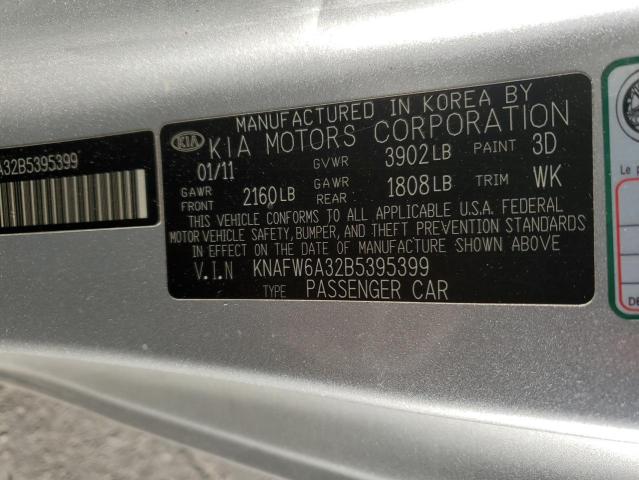 MANUFACTURED IN KOREA BY
KIA KIA MOTORS CORPORATION
01/11 GVWR 3902LB PAINT 3D
GAWR FRONT 2160LB GAWR REAR 1808LB TRIM WK
THIS VEHICLE CONFORMS TO ALL APPLICABLE U.S.A. FEDERAL
MOTOR VEHICLE SAFETY, BUMPER, AND THEFT PREVENTION STANDARDS
IN EFFECT ON THE DATE OF MANUFACTURE SHOWN ABOVE
V.I.N KNAFW6A32B5395399
TYPE PASSENGER CAR
A32B5395399
Le